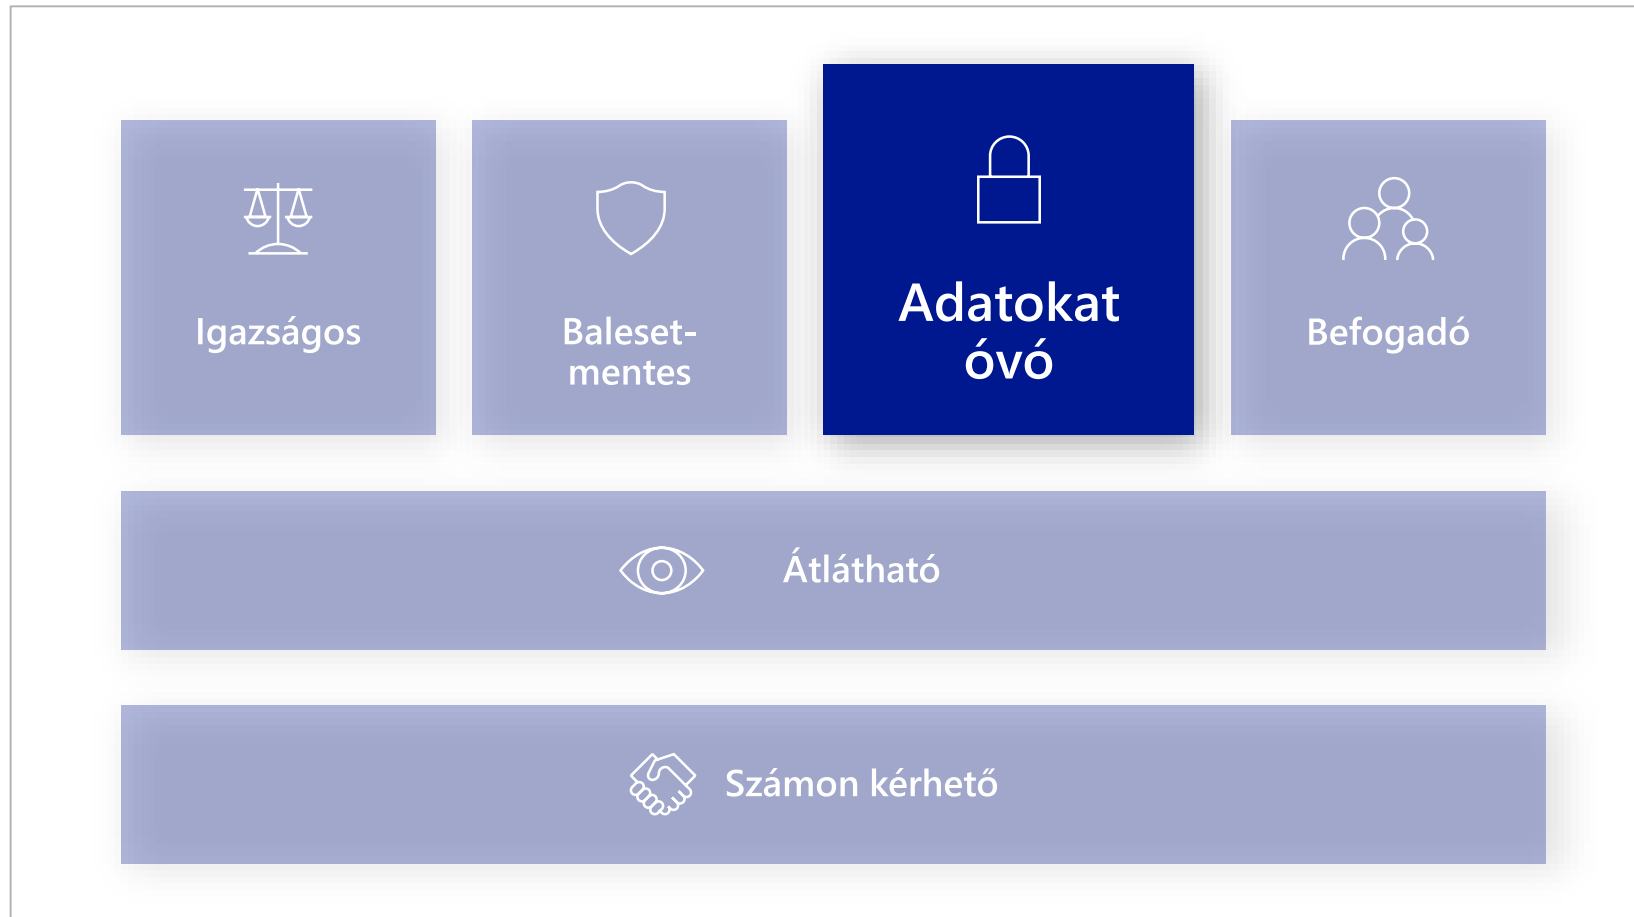 Igazságos
Baleset-
mentes
Adatokat
óvó
Befogadó
Átlátható
Számon kérhető